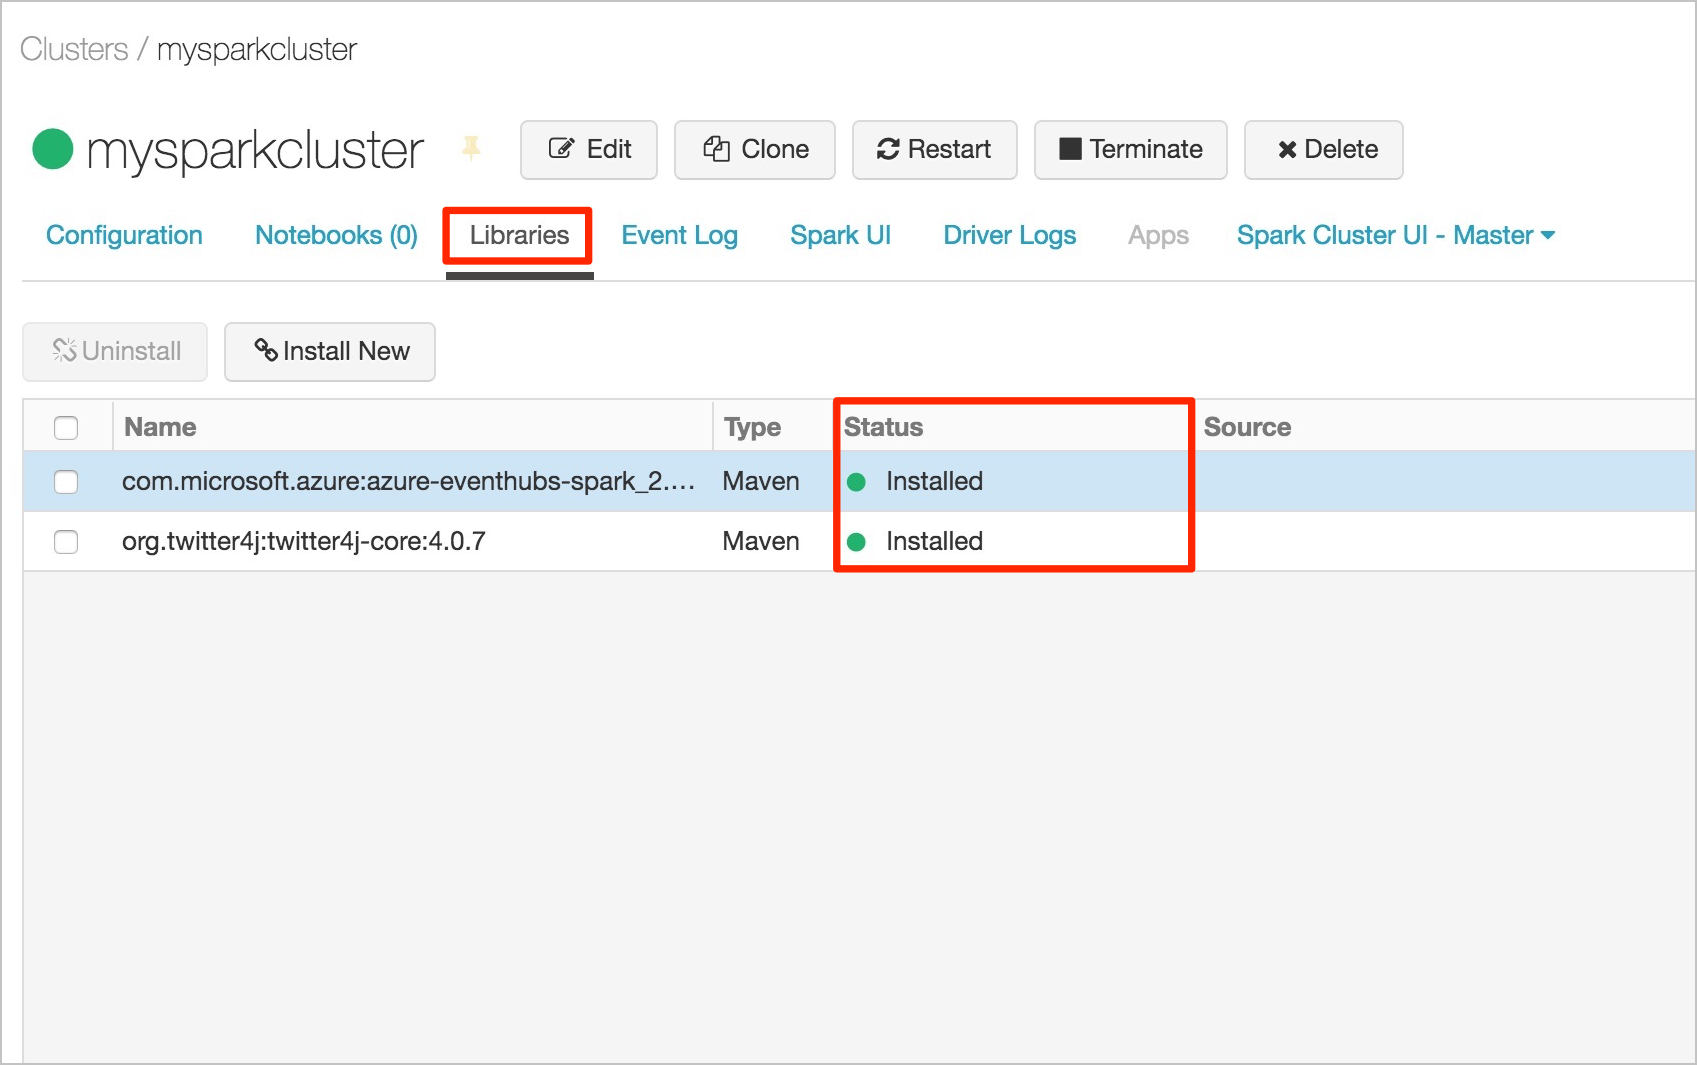 Clusters / mysparkcluster
mysparkcluster Edit Clone Restart Terminate Delete
Configuration Notebooks (0) Libraries Event Log Spark UI Driver Logs Apps Spark Cluster UI - Master
Uninstall Install New
Name Type Status Source
com.microsoft.azure:azure-eventhubs-spark_2.... Maven Installed
org.twitter4j:twitter4j-core:4.0.7 Maven Installed